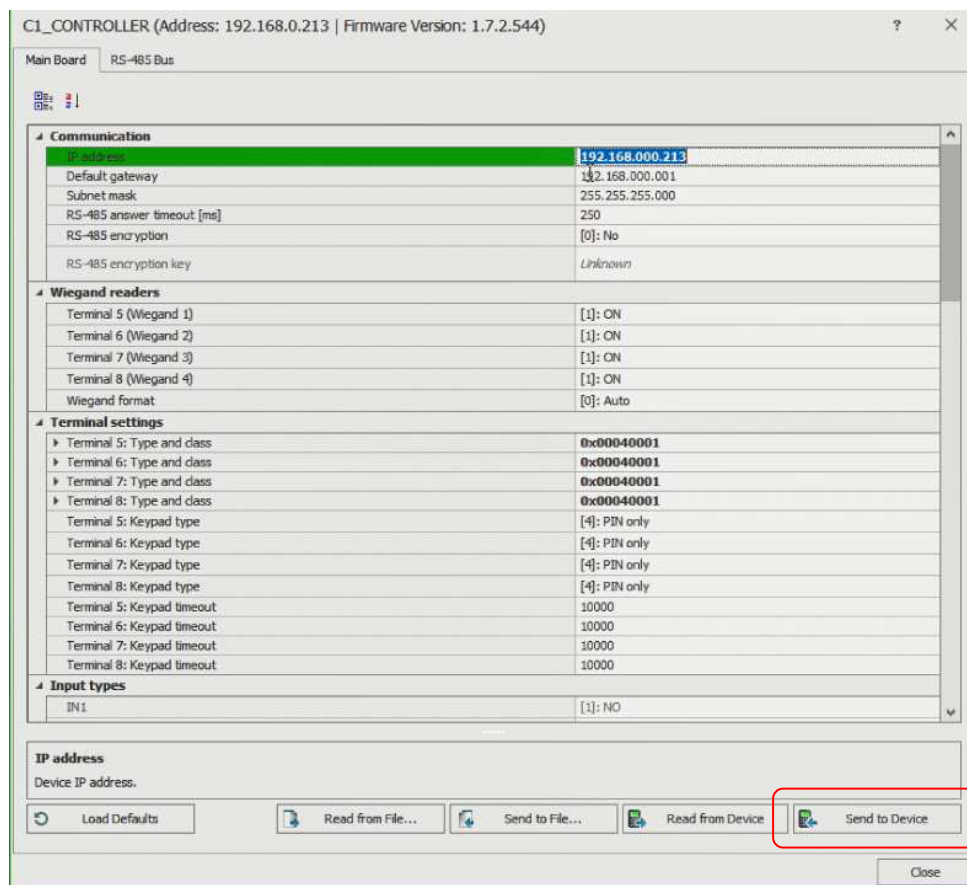 C1_CONTROLLER (Address: 192.168.0.213 | Firmware Version: 1.7.2.544) ? ×
Main Board RS-485 Bus
Communication
IP address 192.168.000.213
Default gateway 192.168.000.001
Subnet mask 255.255.255.000
RS-485 answer timeout [ms] 250
RS-485 encryption [0]: No
RS-485 encryption key Unknown
Wiegand readers
Terminal 5 (Wiegand 1) [1]: ON
Terminal 6 (Wiegand 2) [1]: ON
Terminal 7 (Wiegand 3) [1]: ON
Terminal 8 (Wiegand 4) [1]: ON
Wiegand format [0]: Auto
Terminal settings
Terminal 5: Type and class 0x00040001
Terminal 6: Type and class 0x00040001
Terminal 7: Type and class 0x00040001
Terminal 8: Type and class 0x00040001
Terminal 5: Keypad type [4]: PIN only
Terminal 6: Keypad type [4]: PIN only
Terminal 7: Keypad type [4]: PIN only
Terminal 8: Keypad type [4]: PIN only
Terminal 5: Keypad timeout 10000
Terminal 6: Keypad timeout 10000
Terminal 7: Keypad timeout 10000
Terminal 8: Keypad timeout 10000
Input types
IN1 [1]: NO
IP address
Device IP address.
Load Defaults Read from File... Send to File... Read from Device Send to Device
Close